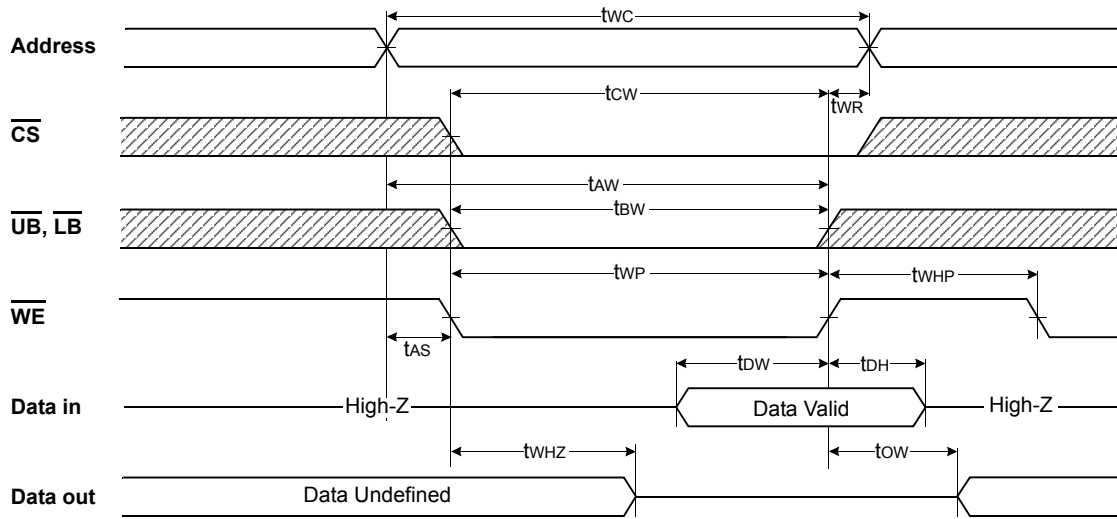 tWC
Address
tCW
tWR
CS
tAW
UB, LB
tBW
tWP
tWHP
WE
tAS
tDW
tDH
Data in
High-Z
Data Valid
High-Z
tWHZ
tOW
Data out
Data Undefined